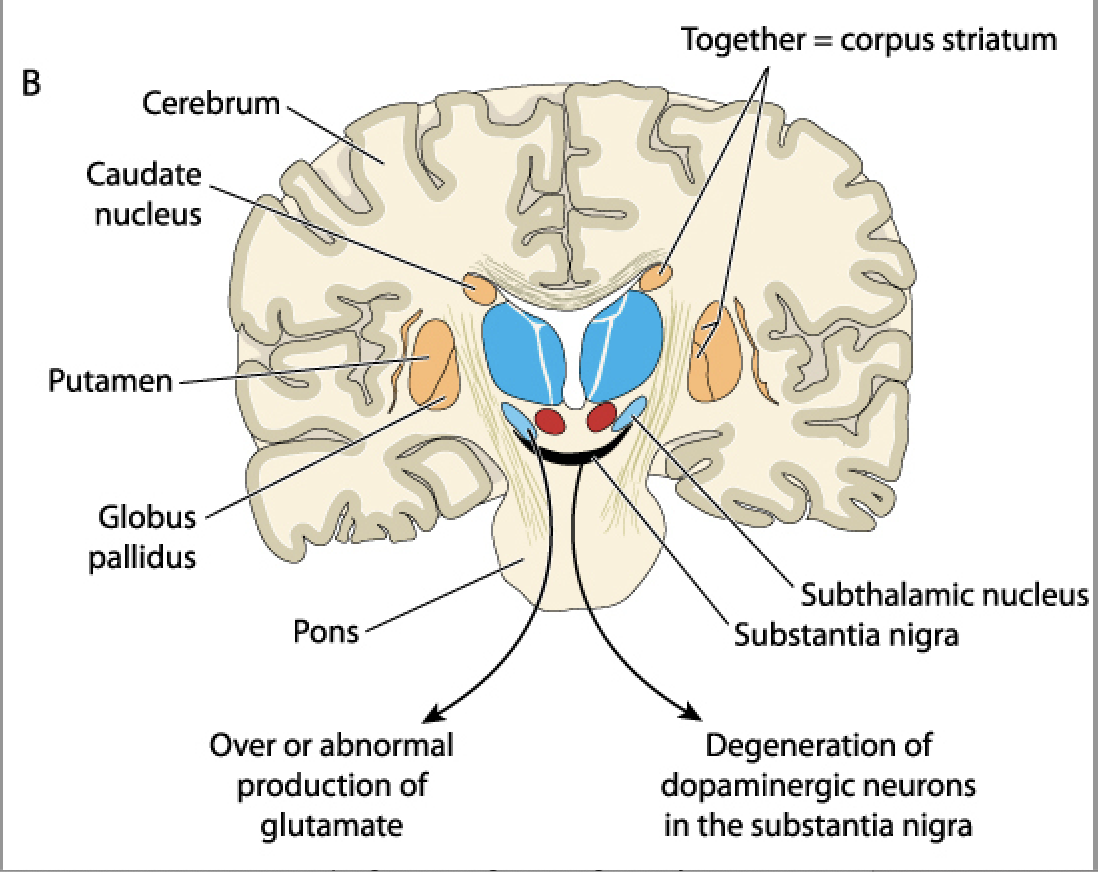 Together = corpus striatum
B
Cerebrum
Caudate
nucleus
Putamen
Globus
pallidus
Pons
Subthalamic nucleus
Substantia nigra
Over or abnormal
production of
glutamate
Degeneration of
dopaminergic neurons
in the substantia nigra